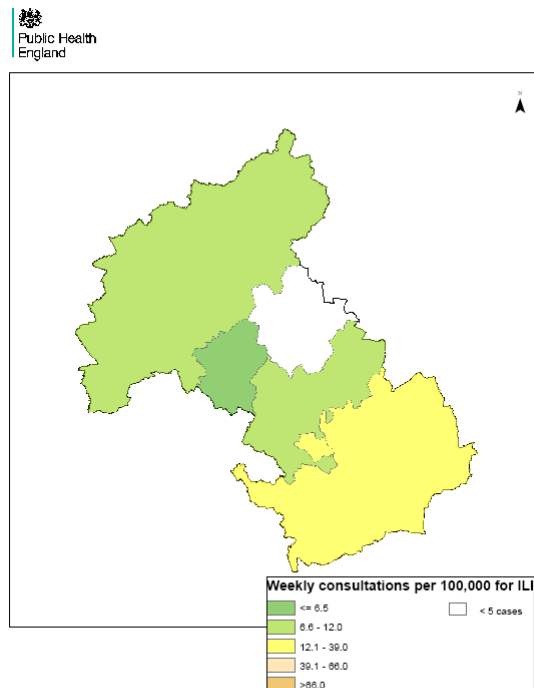 Public Health
England
N
Weekly consultations per 100,000 for ILI
<= 6.5
< 5 cases
6.6 - 12.0
12.1 - 39.0
39.1 - 66.0
>66.0